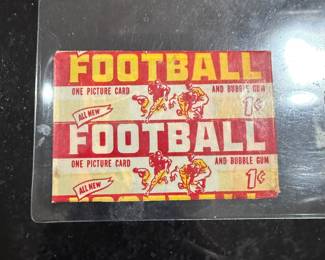 FOOTBALL
ONE PICTURE CARD AND BUBBLE GUM
ALL NEW 1¢
FOOTBALL
ONE PICTURE CARD AND BUBBLE GUM
ALL NEW 1¢
FOOTBALL